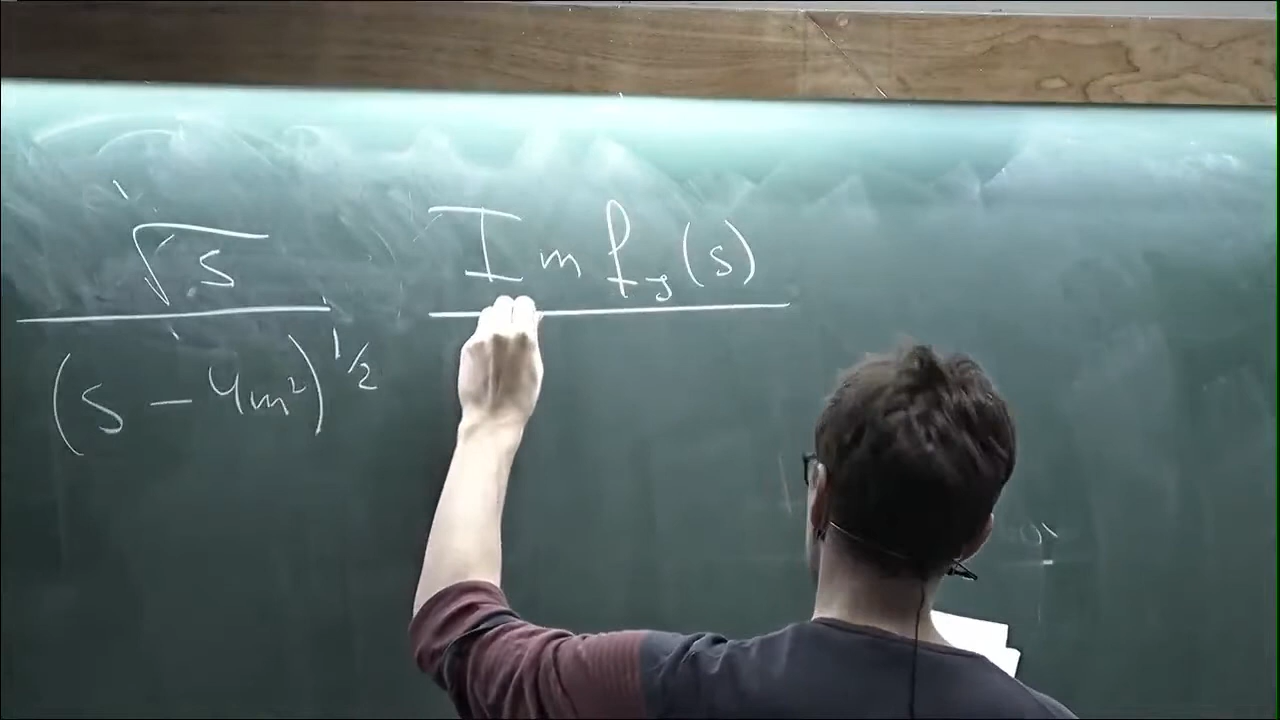 √s Im f_J(s)
(s - 4m²)^1/2